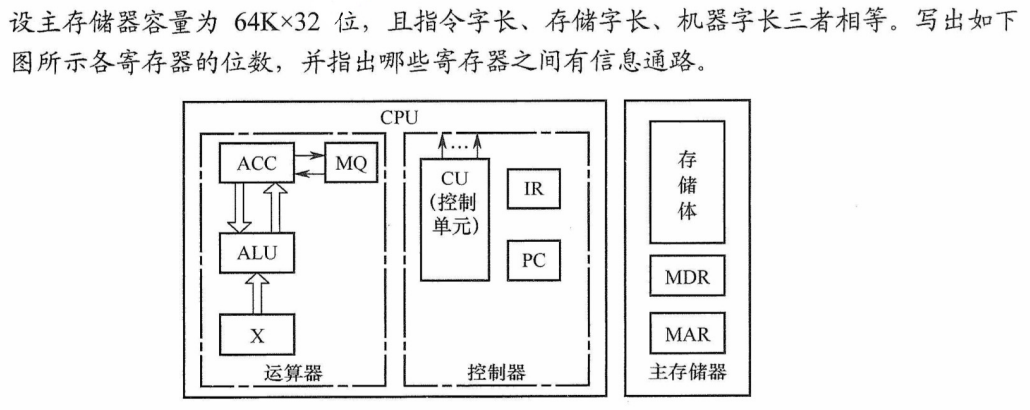 设主存储器容量为 64K×32 位，且指令字长、存储字长、机器字长三者相等。写出如下
图所示各寄存器的位数，并指出哪些寄存器之间有信息通路。
CPU
ACC
MQ
ALU
X
运算器
…
CU
（控制
单元）
IR
PC
控制器
存
储
体
MDR
MAR
主存储器